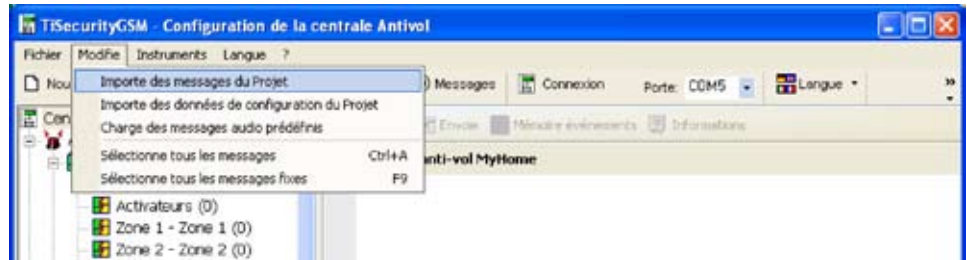 TiSecurityGSM - Configuration de la centrale Antivol
Fichier Modifie Instruments Langue ?
Nou Messages Connexion Porte: COM5 Langue
Importe des messages du Projet
Importe des données de configuration du Projet
Charge des messages audio prédéfinis
Sélectionne tous les messages Ctrl+A
Sélectionne tous les messages fixes F9
Cen Envoie Mémoire événements Informations
anti-vol MyHome
Activateurs (0)
Zone 1 - Zone 1 (0)
Zone 2 - Zone 2 (0)